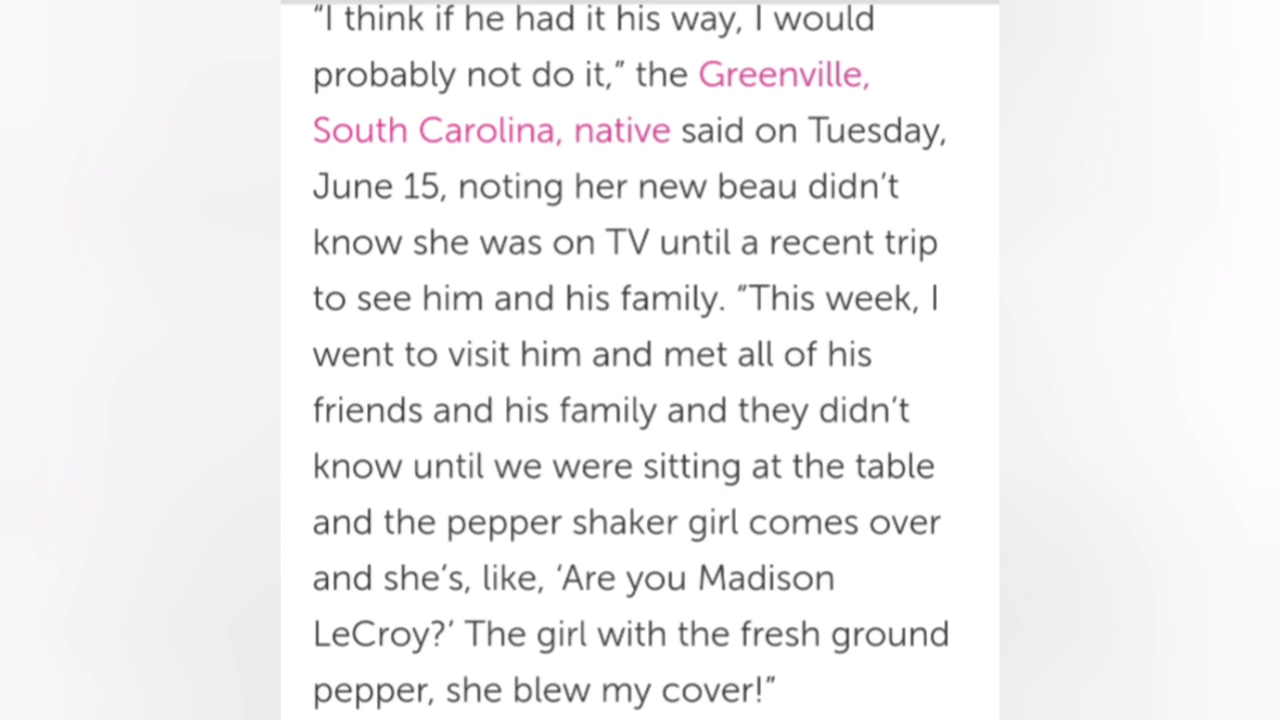 “I think if he had it his way, I would
probably not do it,” the Greenville,
South Carolina, native said on Tuesday,
June 15, noting her new beau didn’t
know she was on TV until a recent trip
to see him and his family. “This week, I
went to visit him and met all of his
friends and his family and they didn’t
know until we were sitting at the table
and the pepper shaker girl comes over
and she’s, like, ‘Are you Madison
LeCroy?’ The girl with the fresh ground
pepper, she blew my cover!”